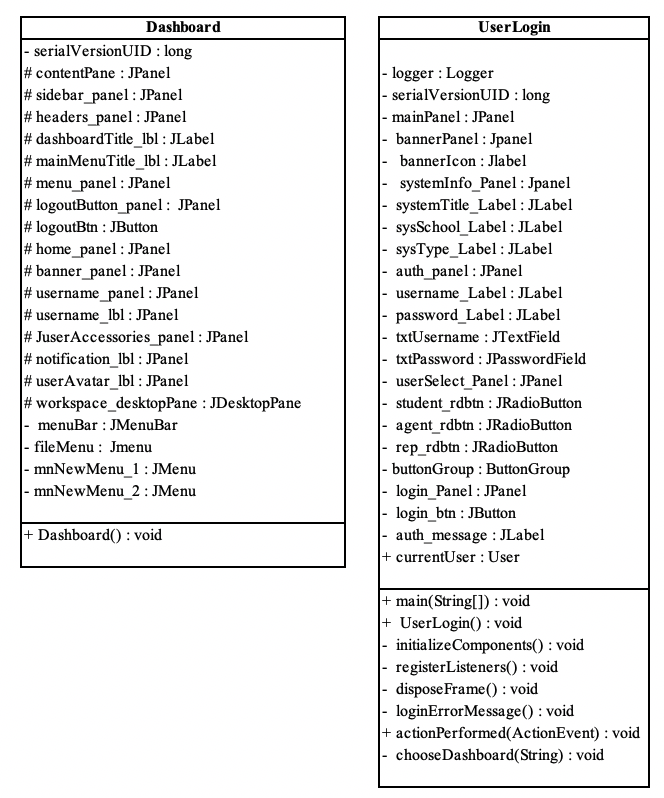 Dashboard
- serialVersionUID : long
# contentPane : JPanel
# sidebar_panel : JPanel
# headers_panel : JPanel
# dashboardTitle_lbl : JLabel
# mainMenuTitle_lbl : JLabel
# menu_panel : JPanel
# logoutButton_panel : JPanel
# logoutBtn : JButton
# home_panel : JPanel
# banner_panel : JPanel
# username_panel : JPanel
# username_lbl : JPanel
# JuserAccessories_panel : JPanel
# notification_lbl : JPanel
# userAvatar_lbl : JPanel
# workspace_desktopPane : JDesktopPane
- menuBar : JMenuBar
- fileMenu : Jmenu
- mnNewMenu_1 : JMenu
- mnNewMenu_2 : JMenu
+ Dashboard() : void
UserLogin
- logger : Logger
- serialVersionUID : long
- mainPanel : JPanel
- bannerPanel : Jpanel
- bannerIcon : Jlabel
- systemInfo_Panel : Jpanel
- systemTitle_Label : JLabel
- sysSchool_Label : JLabel
- sysType_Label : JLabel
- auth_panel : JPanel
- username_Label : JLabel
- password_Label : JLabel
- txtUsername : JTextField
- txtPassword : JPasswordField
- userSelect_Panel : JPanel
- student_rdbtn : JRadioButton
- agent_rdbtn : JRadioButton
- rep_rdbtn : JRadioButton
- buttonGroup : ButtonGroup
- login_Panel : JPanel
- login_btn : JButton
- auth_message : JLabel
+ currentUser : User
+ main(String[]) : void
+ UserLogin() : void
- initializeComponents() : void
- registerListeners() : void
- disposeFrame() : void
- loginErrorMessage() : void
+ actionPerformed(ActionEvent) : void
- chooseDashboard(String) : void